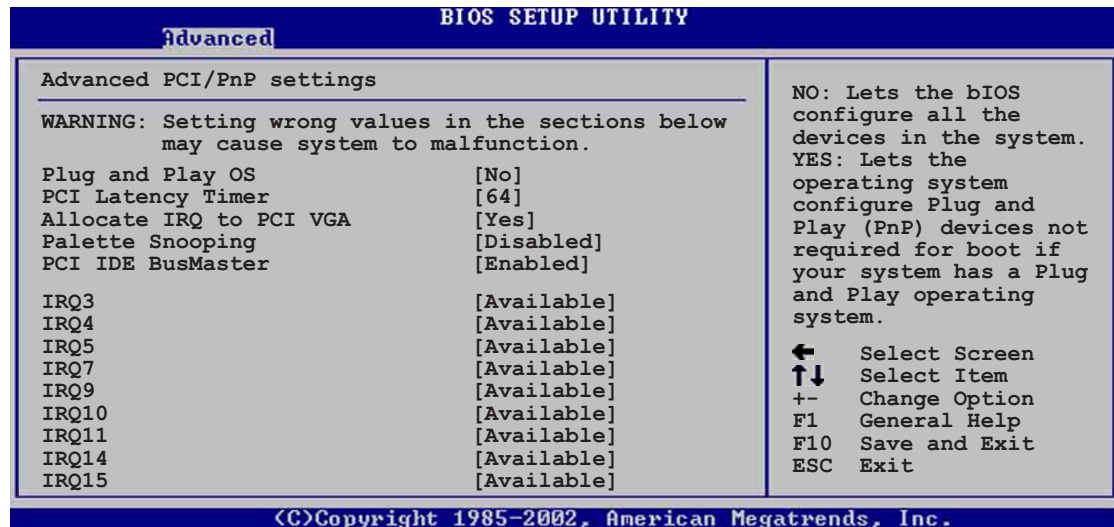 BIOS SETUP UTILITY
Advanced
Advanced PCI/PnP settings
WARNING: Setting wrong values in the sections below
may cause system to malfunction.
Plug and Play OS [No]
PCI Latency Timer [64]
Allocate IRQ to PCI VGA [Yes]
Palette Snooping [Disabled]
PCI IDE BusMaster [Enabled]
IRQ3 [Available]
IRQ4 [Available]
IRQ5 [Available]
IRQ7 [Available]
IRQ9 [Available]
IRQ10 [Available]
IRQ11 [Available]
IRQ14 [Available]
IRQ15 [Available]
NO: Lets the bIOS
configure all the
devices in the system.
YES: Lets the
operating system
configure Plug and
Play (PnP) devices not
required for boot if
your system has a Plug
and Play operating
system.
← Select Screen
↑↓ Select Item
+- Change Option
F1 General Help
F10 Save and Exit
ESC Exit
(C)Copyright 1985-2002, American Megatrends, Inc.